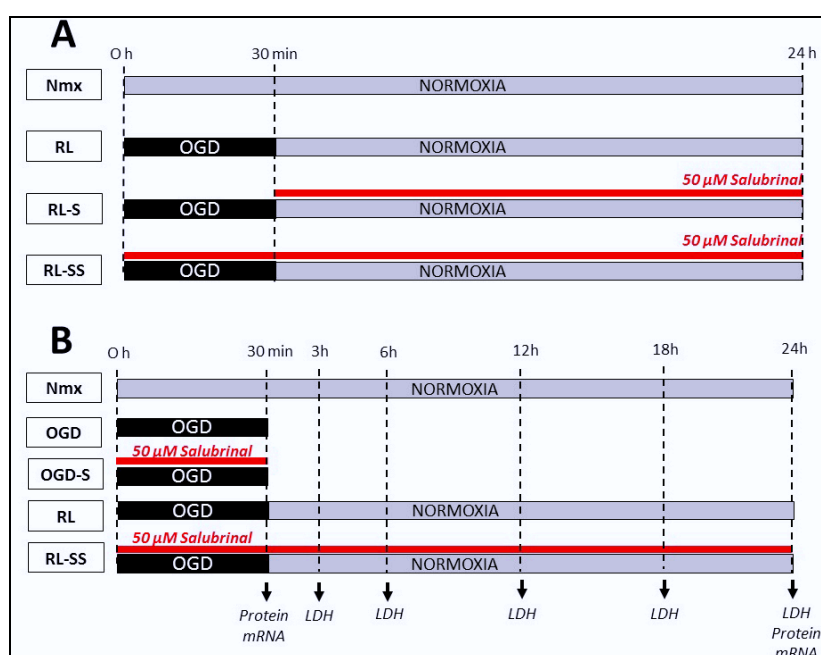 A
O h 30 min 24 h
Nmx NORMOXIA
RL OGD NORMOXIA
50 µM Salubrinal
RL-S OGD NORMOXIA
50 µM Salubrinal
RL-SS OGD NORMOXIA
B
O h 30 min 3h 6h 12h 18h 24h
Nmx NORMOXIA
OGD OGD
50 µM Salubrinal
OGD-S OGD
RL OGD NORMOXIA
50 µM Salubrinal
RL-SS OGD NORMOXIA
Protein LDH LDH LDH LDH LDH
mRNA Protein
mRNA